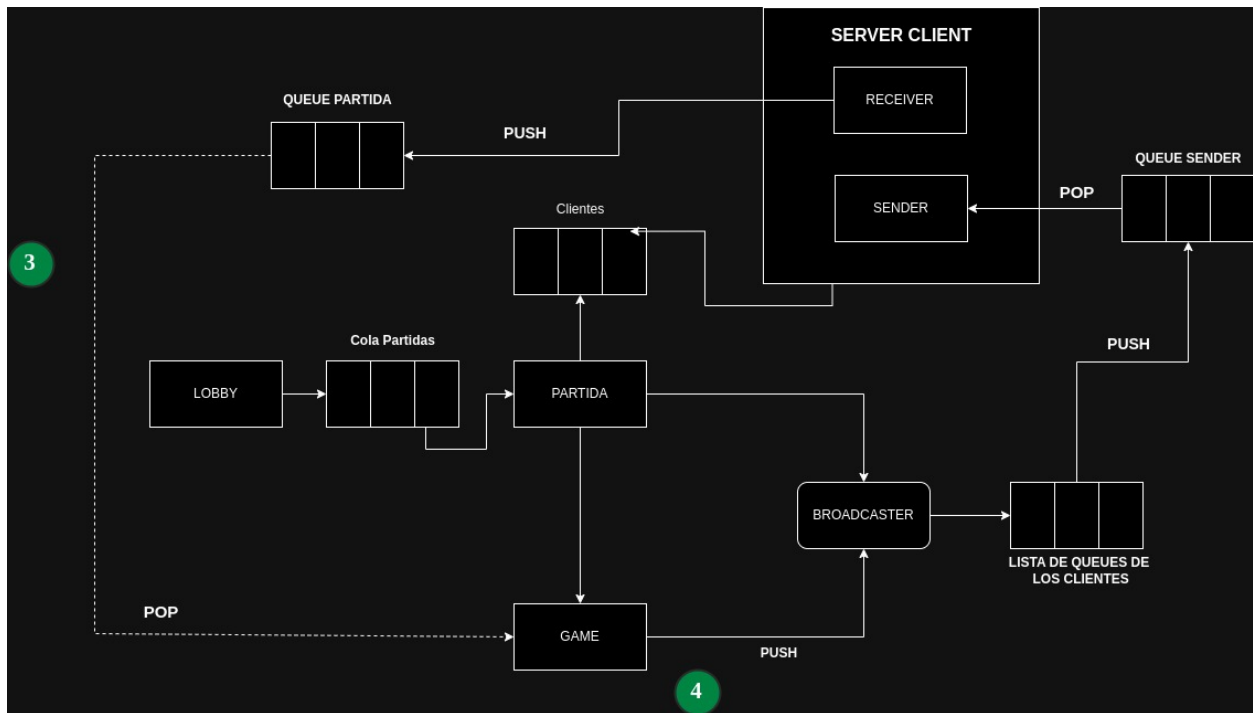 SERVER CLIENT
RECEIVER
QUEUE PARTIDA
PUSH
QUEUE SENDER
POP
SENDER
Clientes
3
Cola Partidas
PUSH
LOBBY
PARTIDA
BROADCASTER
LISTA DE QUEUES DE
LOS CLIENTES
POP
GAME
PUSH
4